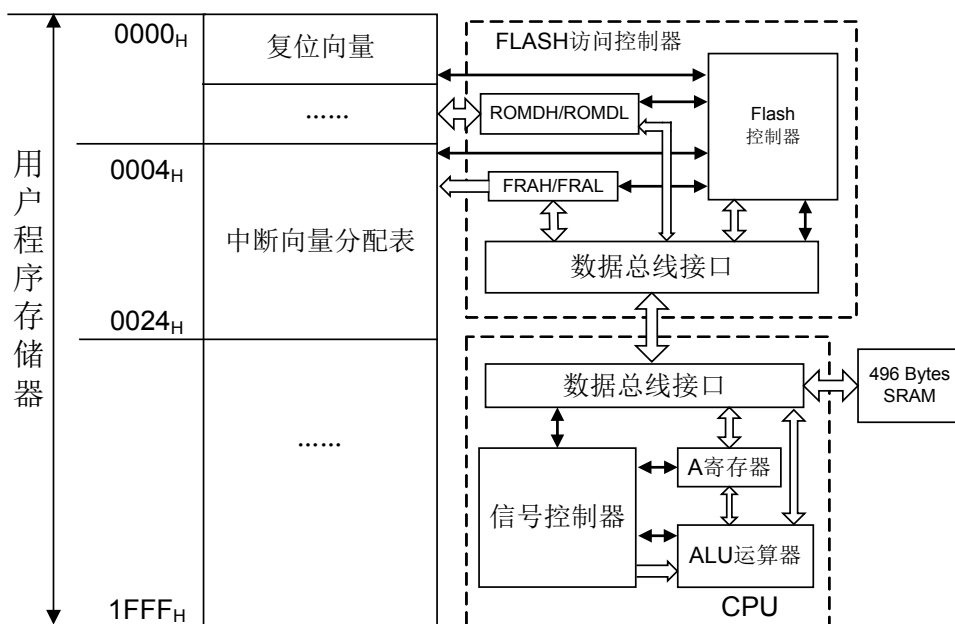 用户程序存储器
0000H
复位向量
......
0004H
中断向量分配表
0024H
......
1FFFH
FLASH访问控制器
ROMDH/ROMDL
Flash
控制器
FRAH/FRAL
数据总线接口
数据总线接口
496 Bytes
SRAM
A寄存器
信号控制器
ALU运算器
CPU